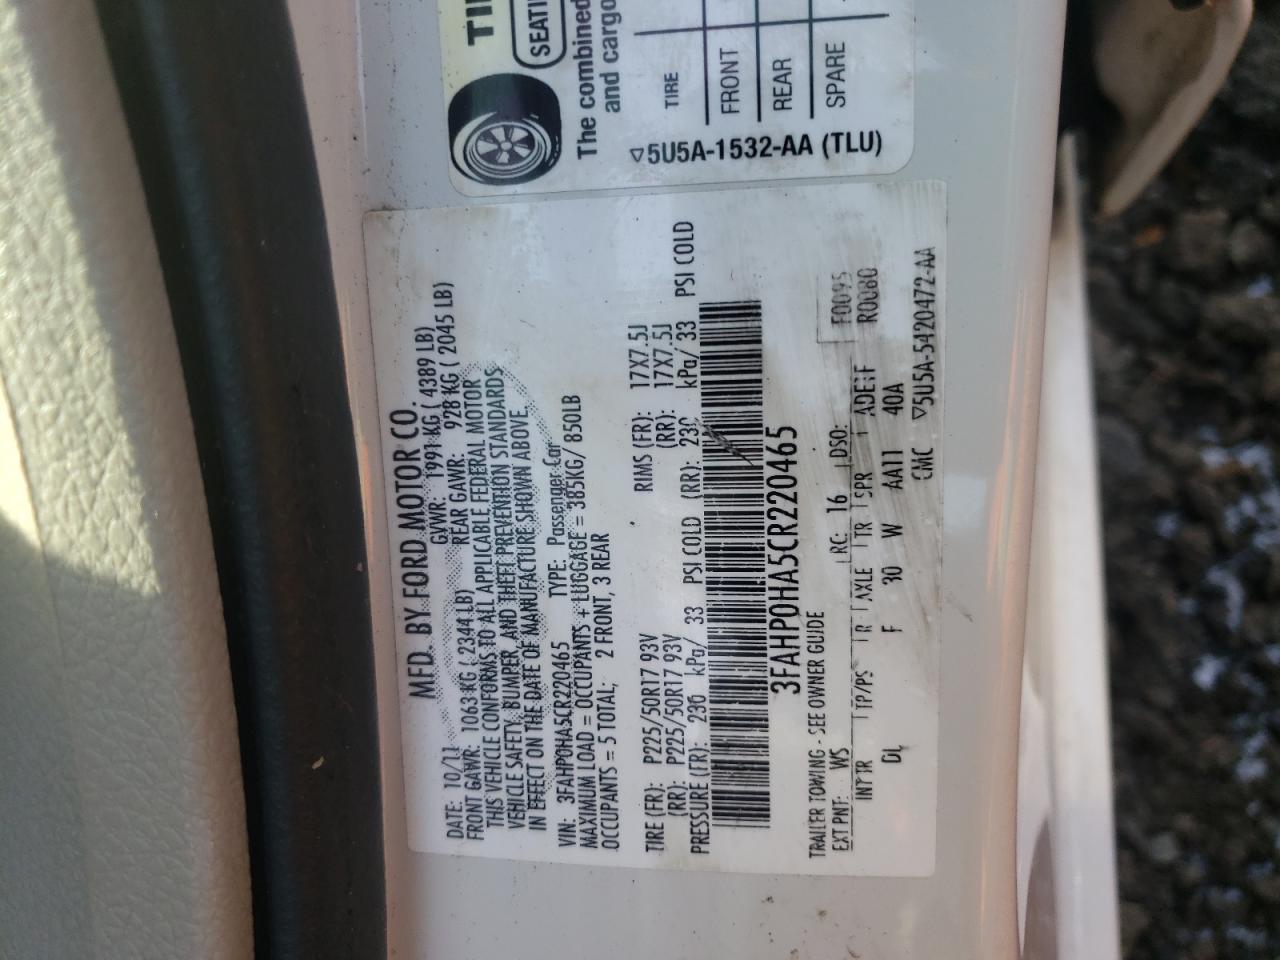 TIR
SEATI
The combined
and cargo
TIRE
FRONT
REAR
SPARE
▽5U5A-1532-AA (TLU)
MFD. BY FORD MOTOR CO.
DATE: 10/11 GVWR: 1991 KG ( 4389 LB)
FRONT GAWR: 1063 KG ( 2344 LB) REAR GAWR: 928 KG ( 2045 LB)
THIS VEHICLE CONFORMS TO ALL APPLICABLE FEDERAL MOTOR
VEHICLE SAFETY, BUMPER, AND THEFT PREVENTION STANDARDS
IN EFFECT ON THE DATE OF MANUFACTURE SHOWN ABOVE.
VIN: 3FAHP0HA5CR220465 TYPE: Passenger Car
MAXIMUM LOAD = OCCUPANTS + LUGGAGE = 385KG/ 850LB
OCCUPANTS = 5 TOTAL; 2 FRONT, 3 REAR
TIRE (FR): P225/50R17 93V RIMS (FR): 17X7.5J
(RR): P225/50R17 93V (RR): 17X7.5J
PRESSURE (FR): 230 kPa/ 33 PSI COLD (RR): 230 kPa/ 33 PSI COLD
3FAHP0HA5CR220465
F0095
R0080
TRAILER TOWING - SEE OWNER GUIDE
EXT PNT: WS RC: 16 DSO:
INT TR TP/PS R AXLE TR SPR ADE1F
DL F 30 W AA11 40A
CMC ▽5U5A-5420472-AA